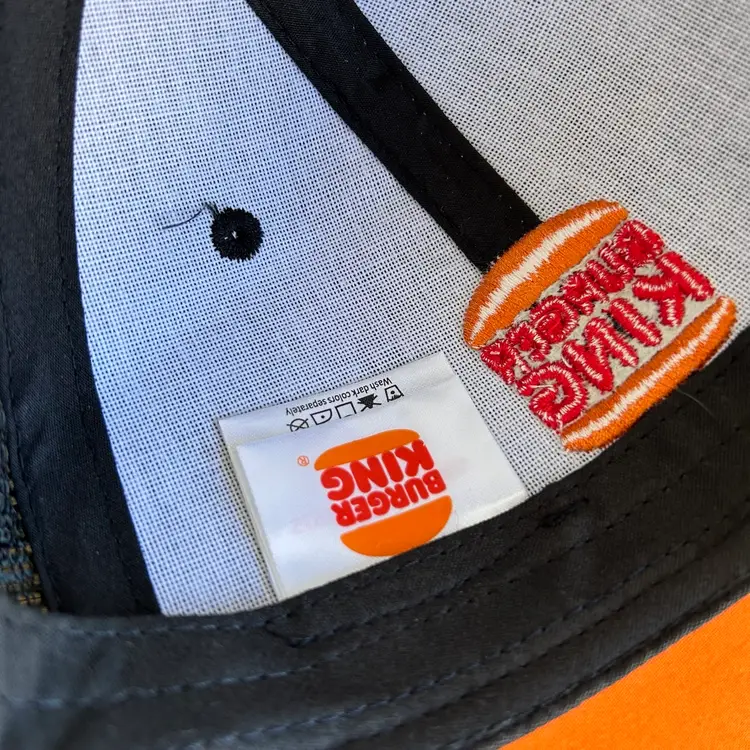 Wash dark colors separately
BURGER
KING
®
BURGER
KING